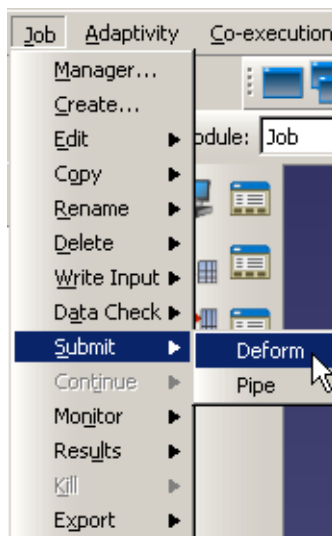 Job Adaptivity Co-execution
Manager...
Create...
Edit
odule: Job
Copy
Rename
Delete
Write Input
Data Check
Submit
Deform
Continue
Pipe
Monitor
Results
Kill
Export